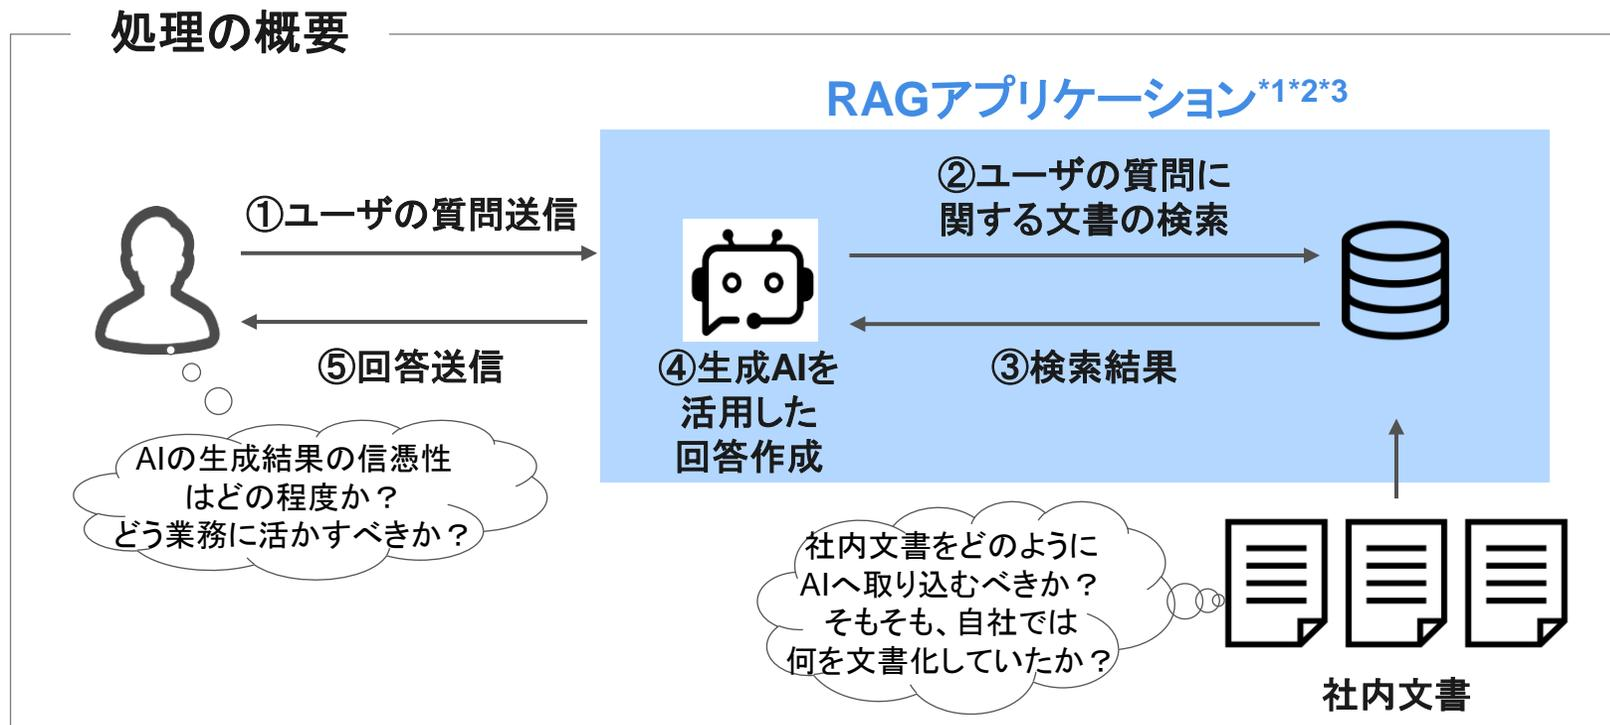 処理の概要
RAGアプリケーション*1*2*3
①ユーザの質問送信
②ユーザの質問に
関する文書の検索
⑤回答送信
④生成AIを
活用した
回答作成
③検索結果
AIの生成結果の信憑性
はどの程度か？
どう業務に活かすべきか？
社内文書をどのように
AIへ取り込むべきか？
そもそも、自社では
何を文書化していたか？
社内文書